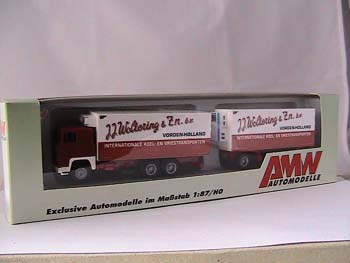 J.J. Woltering & Zn. b.v.
VORDEN-HOLLAND
INTERNATIONALE KOEL- EN VRIESTRANSPORTEN
J.J. Woltering & Zn. b.v.
VORDEN-HOLLAND
INTERNATIONALE KOEL- EN VRIESTRANSPORTEN
AMW
AUTOMODELLE
Exclusive Automodelle im Maßstab 1:87/HO